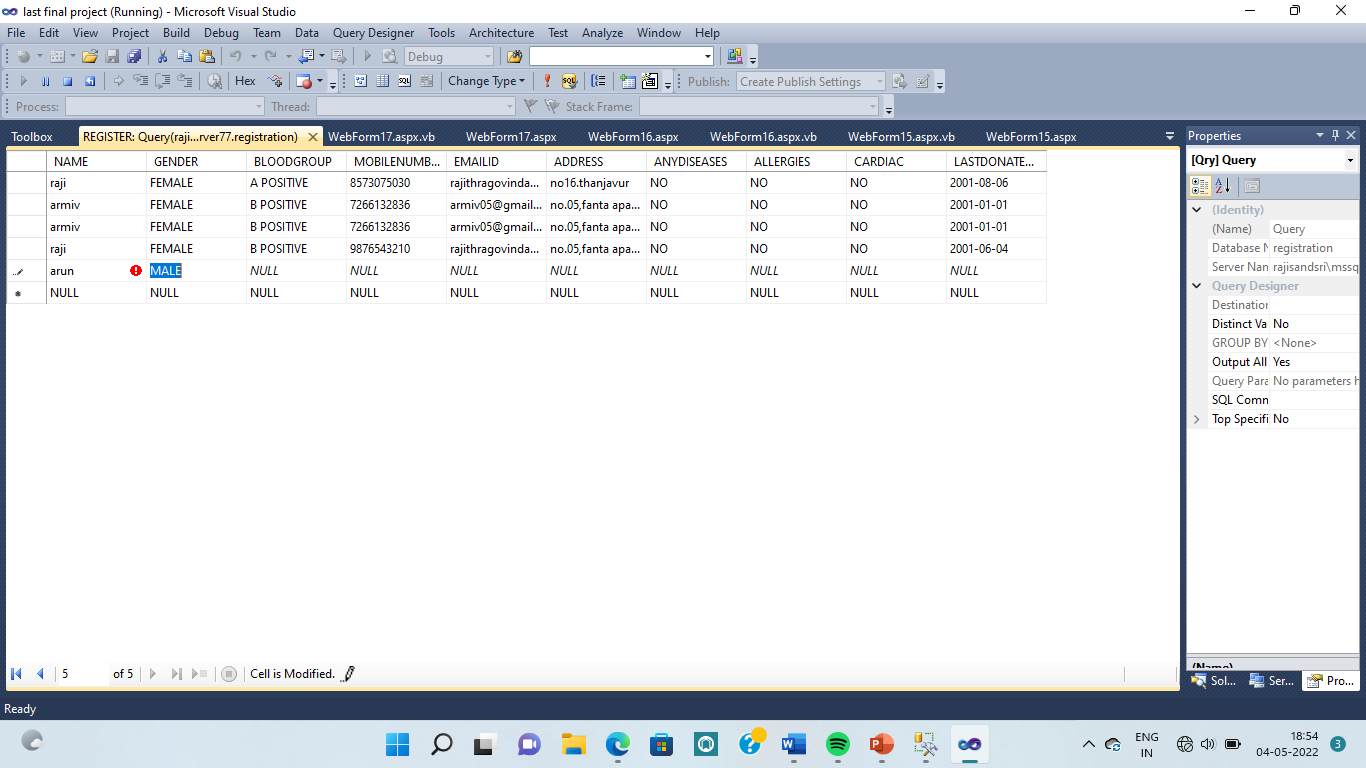 last final project (Running) - Microsoft Visual Studio
File Edit View Project Build Debug Team Data Query Designer Tools Architecture Test Analyze Window Help
Debug
Hex Change Type Publish: Create Publish Settings
Process: Thread: Stack Frame:
Toolbox REGISTER: Query(raji...rver77.registration) WebForm17.aspx.vb WebForm17.aspx WebForm16.aspx WebForm16.aspx.vb WebForm15.aspx.vb WebForm15.aspx
NAME GENDER BLOODGROUP MOBILENUMB... EMAILID ADDRESS ANYDISEASES ALLERGIES CARDIAC LASTDONATE...
raji FEMALE A POSITIVE 8573075030 rajithragovinda... no16.thanjavur NO NO NO 2001-08-06
armiv FEMALE B POSITIVE 7266132836 armiv05@gmail... no.05,fanta apa... NO NO NO 2001-01-01
armiv FEMALE B POSITIVE 7266132836 armiv05@gmail... no.05,fanta apa... NO NO NO 2001-01-01
raji FEMALE B POSITIVE 9876543210 rajithragovinda... no.05,fanta apa... NO NO NO 2001-06-04
arun MALE NULL NULL NULL NULL NULL NULL NULL NULL
NULL NULL NULL NULL NULL NULL NULL NULL NULL NULL
5 of 5 Cell is Modified.
Properties
[Qry] Query
(Identity)
(Name) Query
Database N registration
Server Nan rajisandsri\mssq
Query Designer
Destination
Distinct Va No
GROUP BY <None>
Output All Yes
Query Para No parameters h
SQL Comn
Top Specifi No
(Name)
Sol... Ser... Pro...
Ready
ENG
IN
18:54
04-05-2022
3